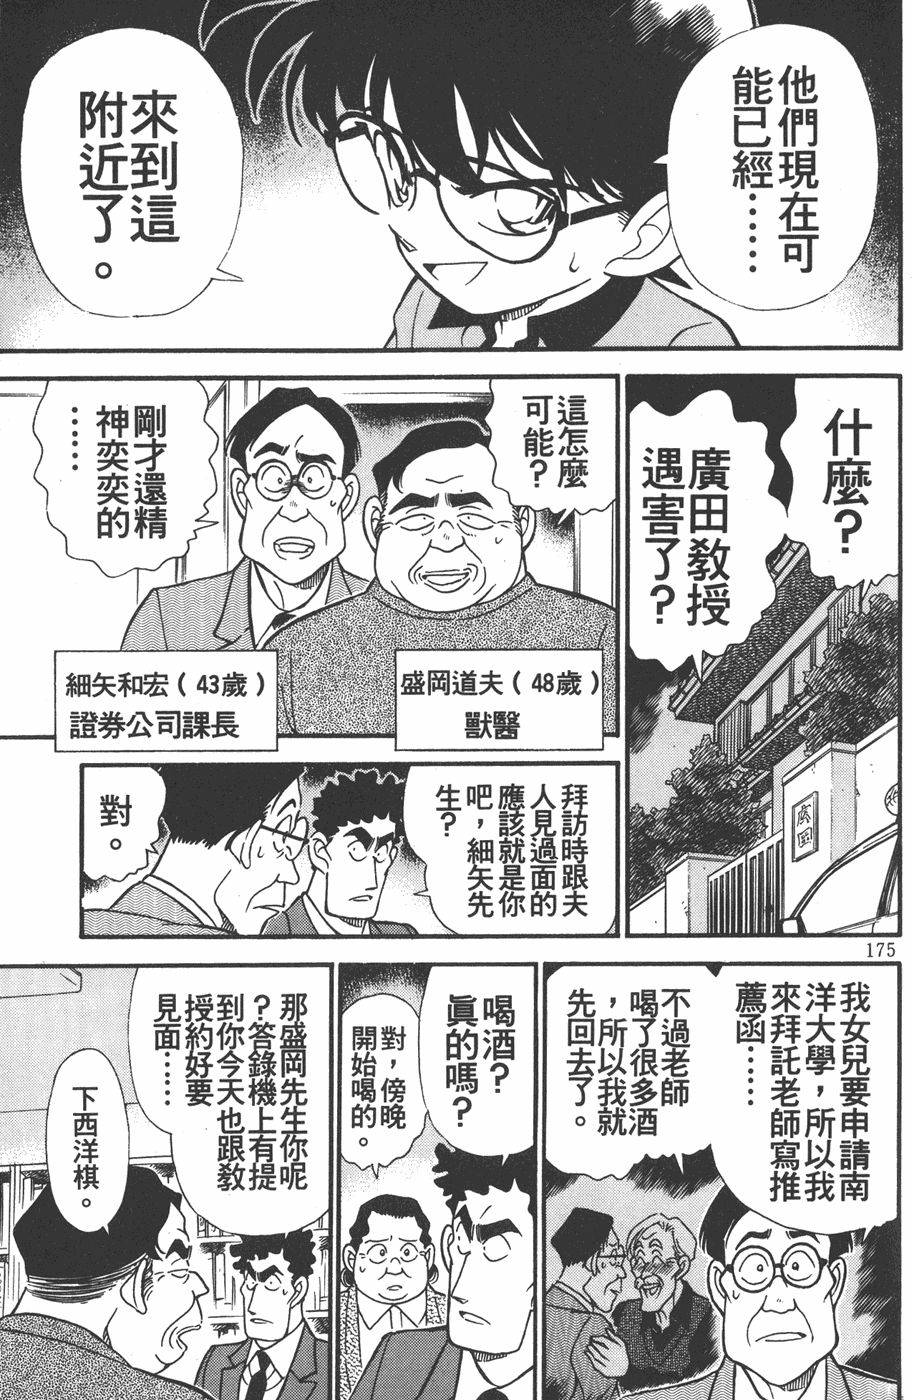 他們現在可
能已經……
來到這
附近了。
什麼?
廣田教授
遇害了?
廣田
這怎麼
可能?
剛才還精
神奕奕的
……
盛岡道夫(48歲)
獸醫
細矢和宏(43歲)
證券公司課長
拜訪時跟夫
人見過面的
應該就是你
吧,細矢先
生?
對。
175
我女兒要申請南
洋大學,所以我
來拜託老師寫推
薦函……
不過老師
喝了很多酒
,所以我就
先回去了。
喝酒?
真的嗎?
對,傍晚
開始喝的。
那盛岡先生你呢
?答錄機上有提
到你今天也跟教
授約好要
見面……
下西洋棋。